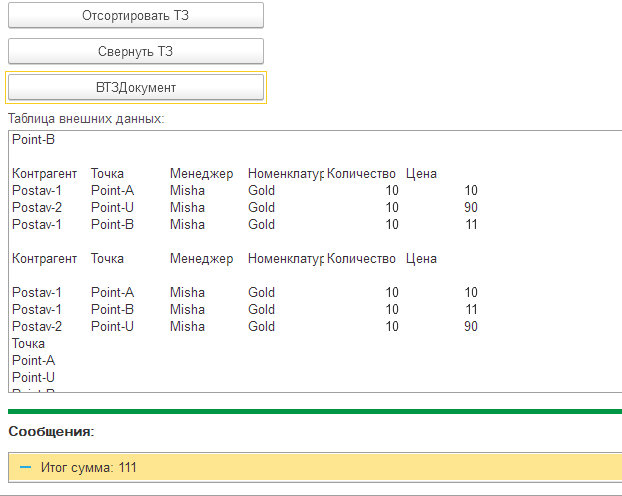 Отсортировать ТЗ
Свернуть ТЗ
ВТЗДокумент
Таблица внешних данных:
Point-B
Контрагент Точка Менеджер Номенклатур Количество Цена
Postav-1 Point-A Misha Gold 10 10
Postav-2 Point-U Misha Gold 10 90
Postav-1 Point-B Misha Gold 10 11
Контрагент Точка Менеджер Номенклатур Количество Цена
Postav-1 Point-A Misha Gold 10 10
Postav-1 Point-B Misha Gold 10 11
Postav-2 Point-U Misha Gold 10 90
Точка
Point-A
Point-U
Сообщения:
Итог сумма: 111